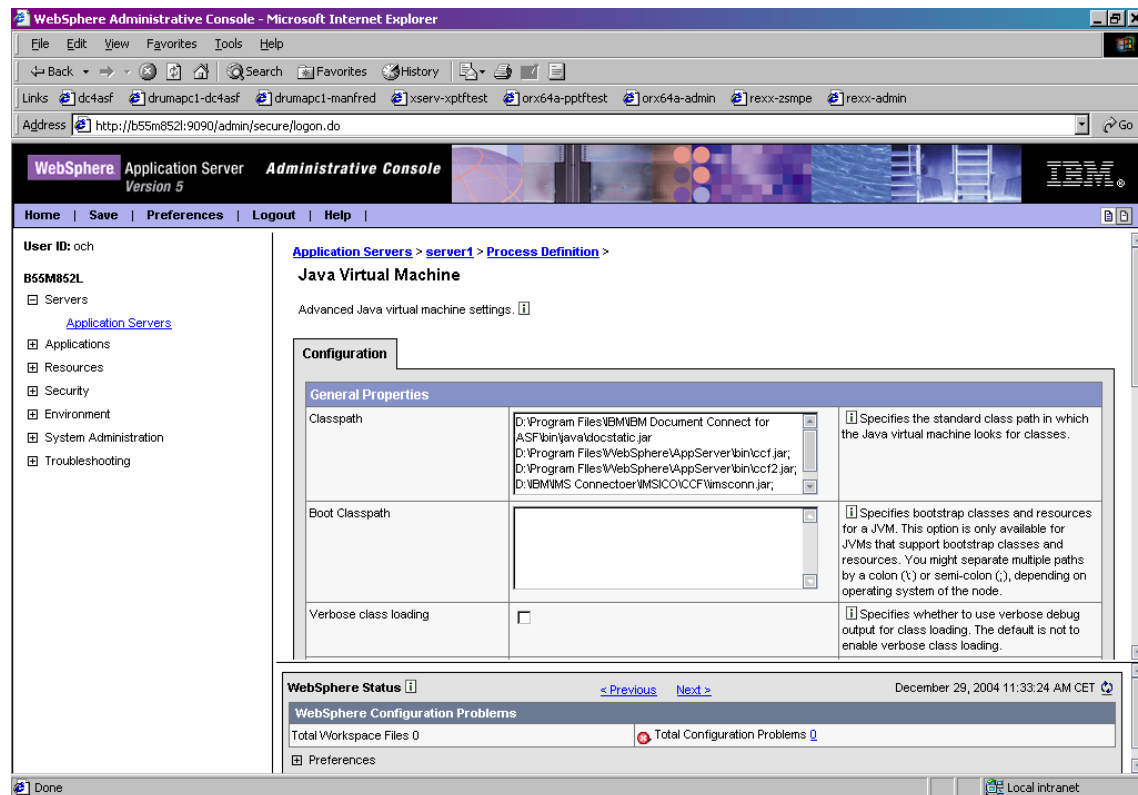 WebSphere Administrative Console - Microsoft Internet Explorer
File Edit View Favorites Tools Help
Back Search Favorites History
Links dc4asf drumapc1-dc4asf drumapc1-manfred xserv-xptftest orx64a-pptftest orx64a-admin rexx-zsmpe rexx-admin
Address http://b55m852l:9090/admin/secure/logon.do Go
WebSphere Application Server Administrative Console
Version 5
IBM
Home | Save | Preferences | Logout | Help |
User ID: och
B55M852L
Servers
Application Servers
Applications
Resources
Security
Environment
System Administration
Troubleshooting
Application Servers > server1 > Process Definition >
Java Virtual Machine
Advanced Java virtual machine settings. i
Configuration
General Properties
Classpath
D:\Program Files\IBM\IBM Document Connect for
ASF\bin\java\docstatic.jar
D:\Program Files\WebSphere\AppServer\bin\ccf.jar;
D:\Program Files\WebSphere\AppServer\bin\ccf2.jar;
D:\IBM\IMS Connectoer\IMSICO\CCF\imsconn.jar;
i Specifies the standard class path in which
the Java virtual machine looks for classes.
Boot Classpath
i Specifies bootstrap classes and resources
for a JVM. This option is only available for
JVMs that support bootstrap classes and
resources. You might separate multiple paths
by a colon (':') or semi-colon (;), depending on
operating system of the node.
Verbose class loading
i Specifies whether to use verbose debug
output for class loading. The default is not to
enable verbose class loading.
WebSphere Status i
< Previous Next >
December 29, 2004 11:33:24 AM CET
WebSphere Configuration Problems
Total Workspace Files 0
Total Configuration Problems 0
Preferences
Done
Local intranet